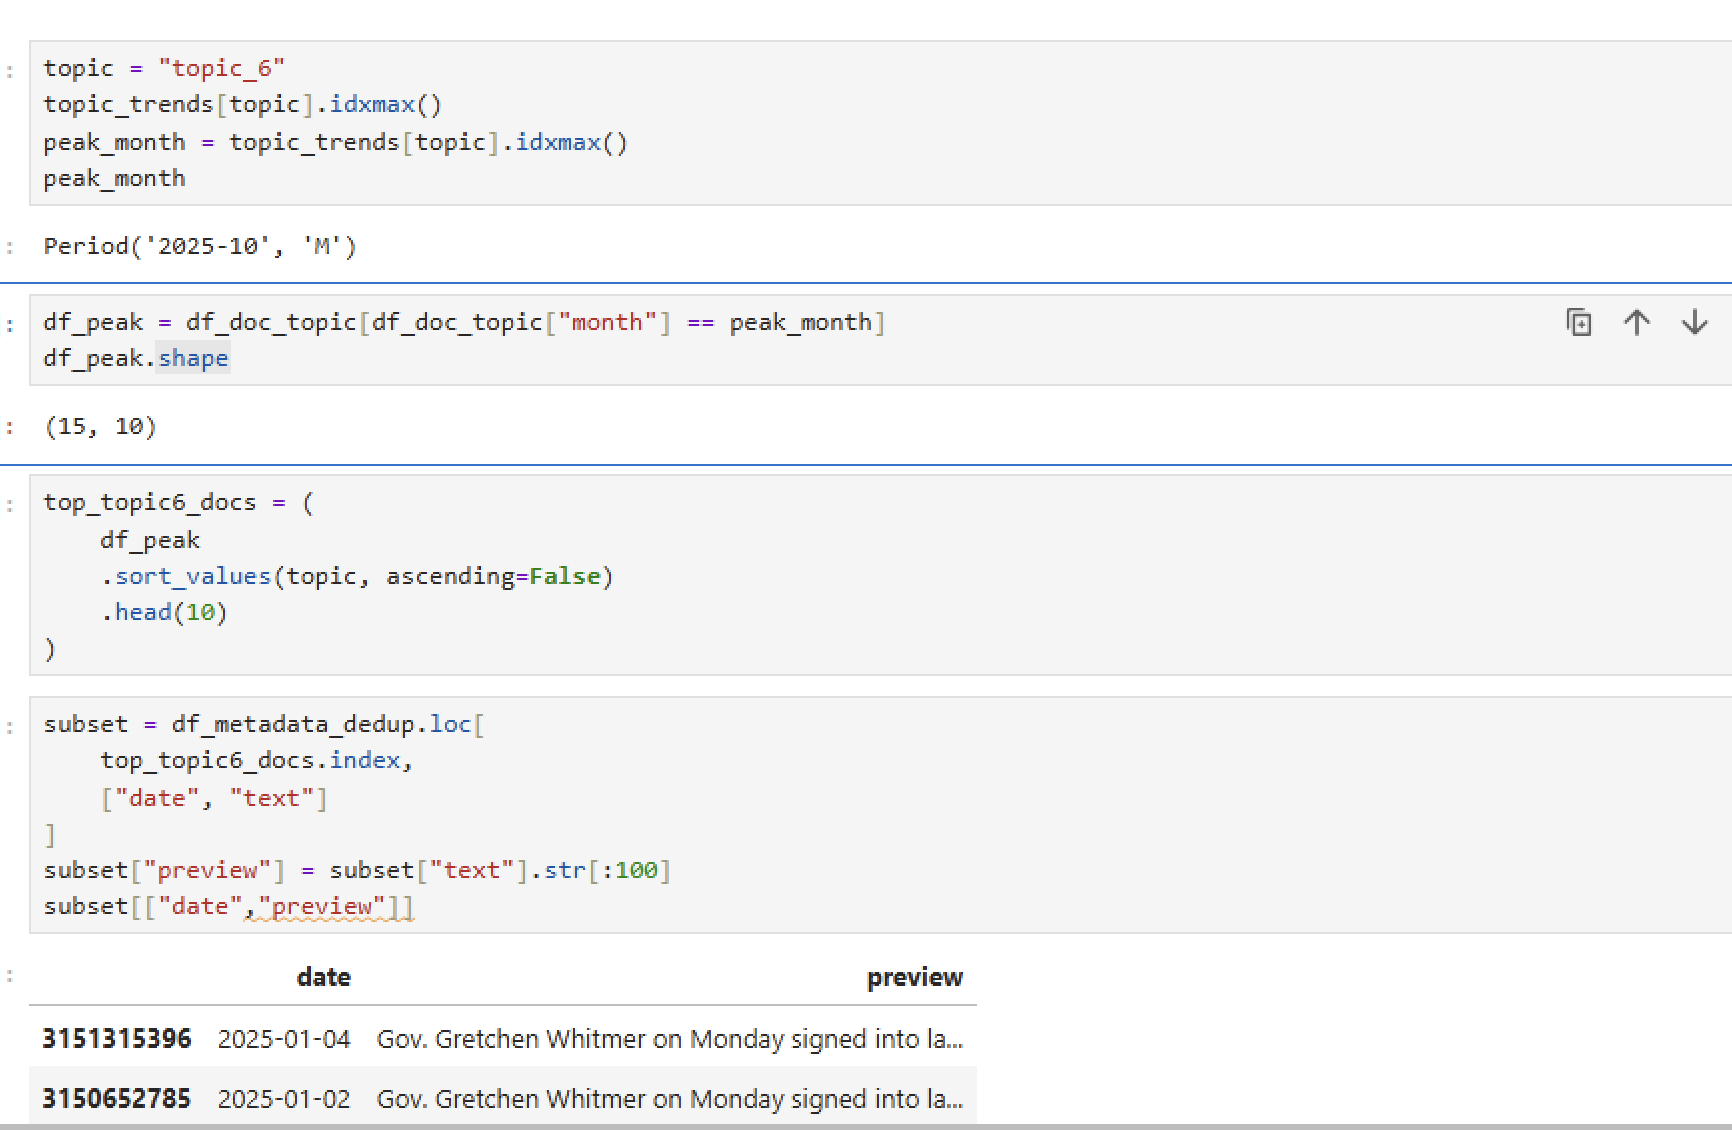 : topic = "topic_6"
topic_trends[topic].idxmax()
peak_month = topic_trends[topic].idxmax()
peak_month
: Period('2025-10', 'M')
: df_peak = df_doc_topic[df_doc_topic["month"] == peak_month]
df_peak.shape
: (15, 10)
: top_topic6_docs = (
    df_peak
    .sort_values(topic, ascending=False)
    .head(10)
)
: subset = df_metadata_dedup.loc[
    top_topic6_docs.index,
    ["date", "text"]
]
subset["preview"] = subset["text"].str[:100]
subset[["date","preview"]]
: date preview
3151315396 2025-01-04 Gov. Gretchen Whitmer on Monday signed into la...
3150652785 2025-01-02 Gov. Gretchen Whitmer on Monday signed into la...